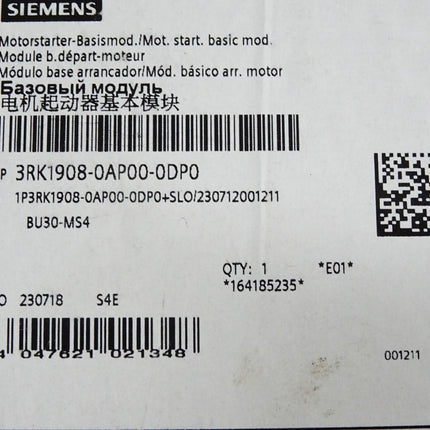 SIEMENS
Motorstarter-Basismod./Mot. start. basic mod.
Module b.départ-moteur
Módulo base arrancador/Mód. básico arr. motor
Базовый модуль
电机起动器基本模块
P 3RK1908-0AP00-0DP0
1P3RK1908-0AP00-0DP0+SLO/230712001211
BU30-MS4
QTY: 1 *E01*
*164185235*
O 230718 S4E
4 047621 021348
001211